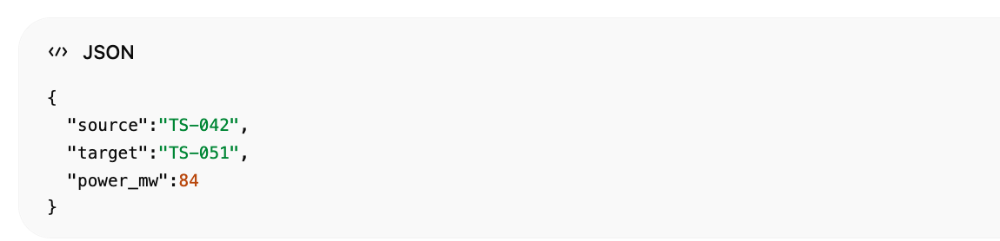 JSON
{
  "source":"TS-042",
  "target":"TS-051",
  "power_mw":84
}